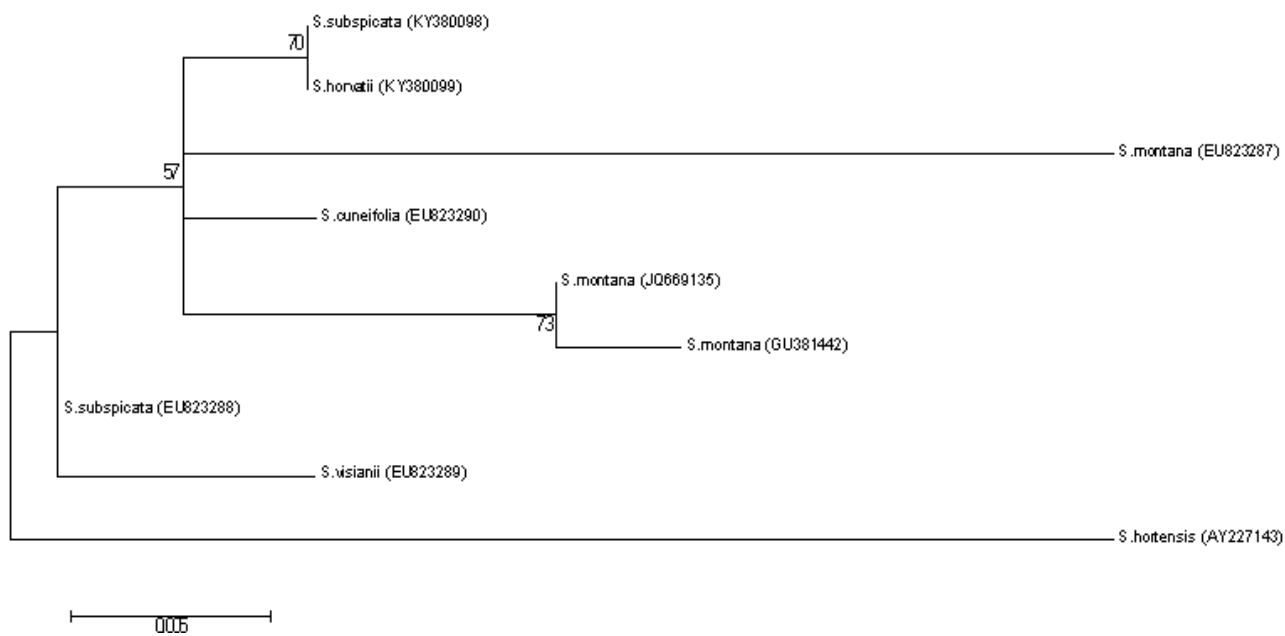 S.subspicata (KY380098)
70
S.horvatii (KY380099)
S.montana (EU823287)
57
S.cuneifolia (EU823290)
S.montana (JQ669135)
73
S.montana (GU381442)
S.subspicata (EU823288)
S.visianii (EU823289)
S.hortensis (AY227143)
0.005